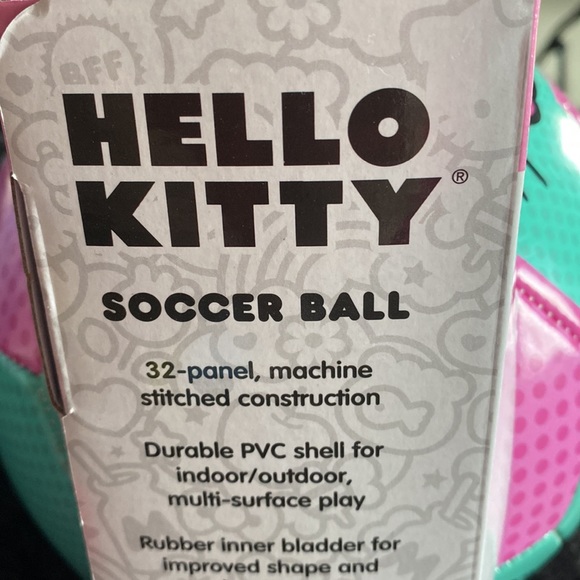 BFF
HELLO
KITTY®
SOCCER BALL
32-panel, machine
stitched construction
Durable PVC shell for
indoor/outdoor,
multi-surface play
Rubber inner bladder for
improved shape and